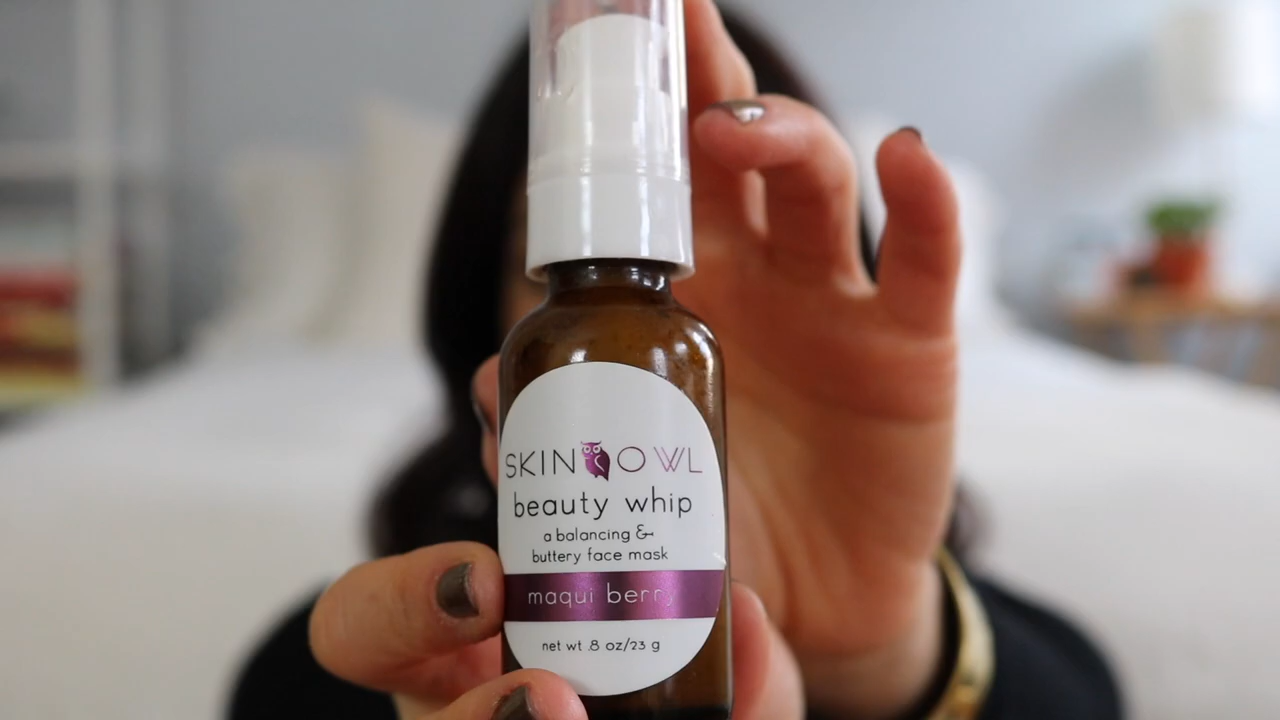 SKIN OWL
beauty whip
a balancing &
buttery face mask
maqui berry
net wt .8 oz/23 g